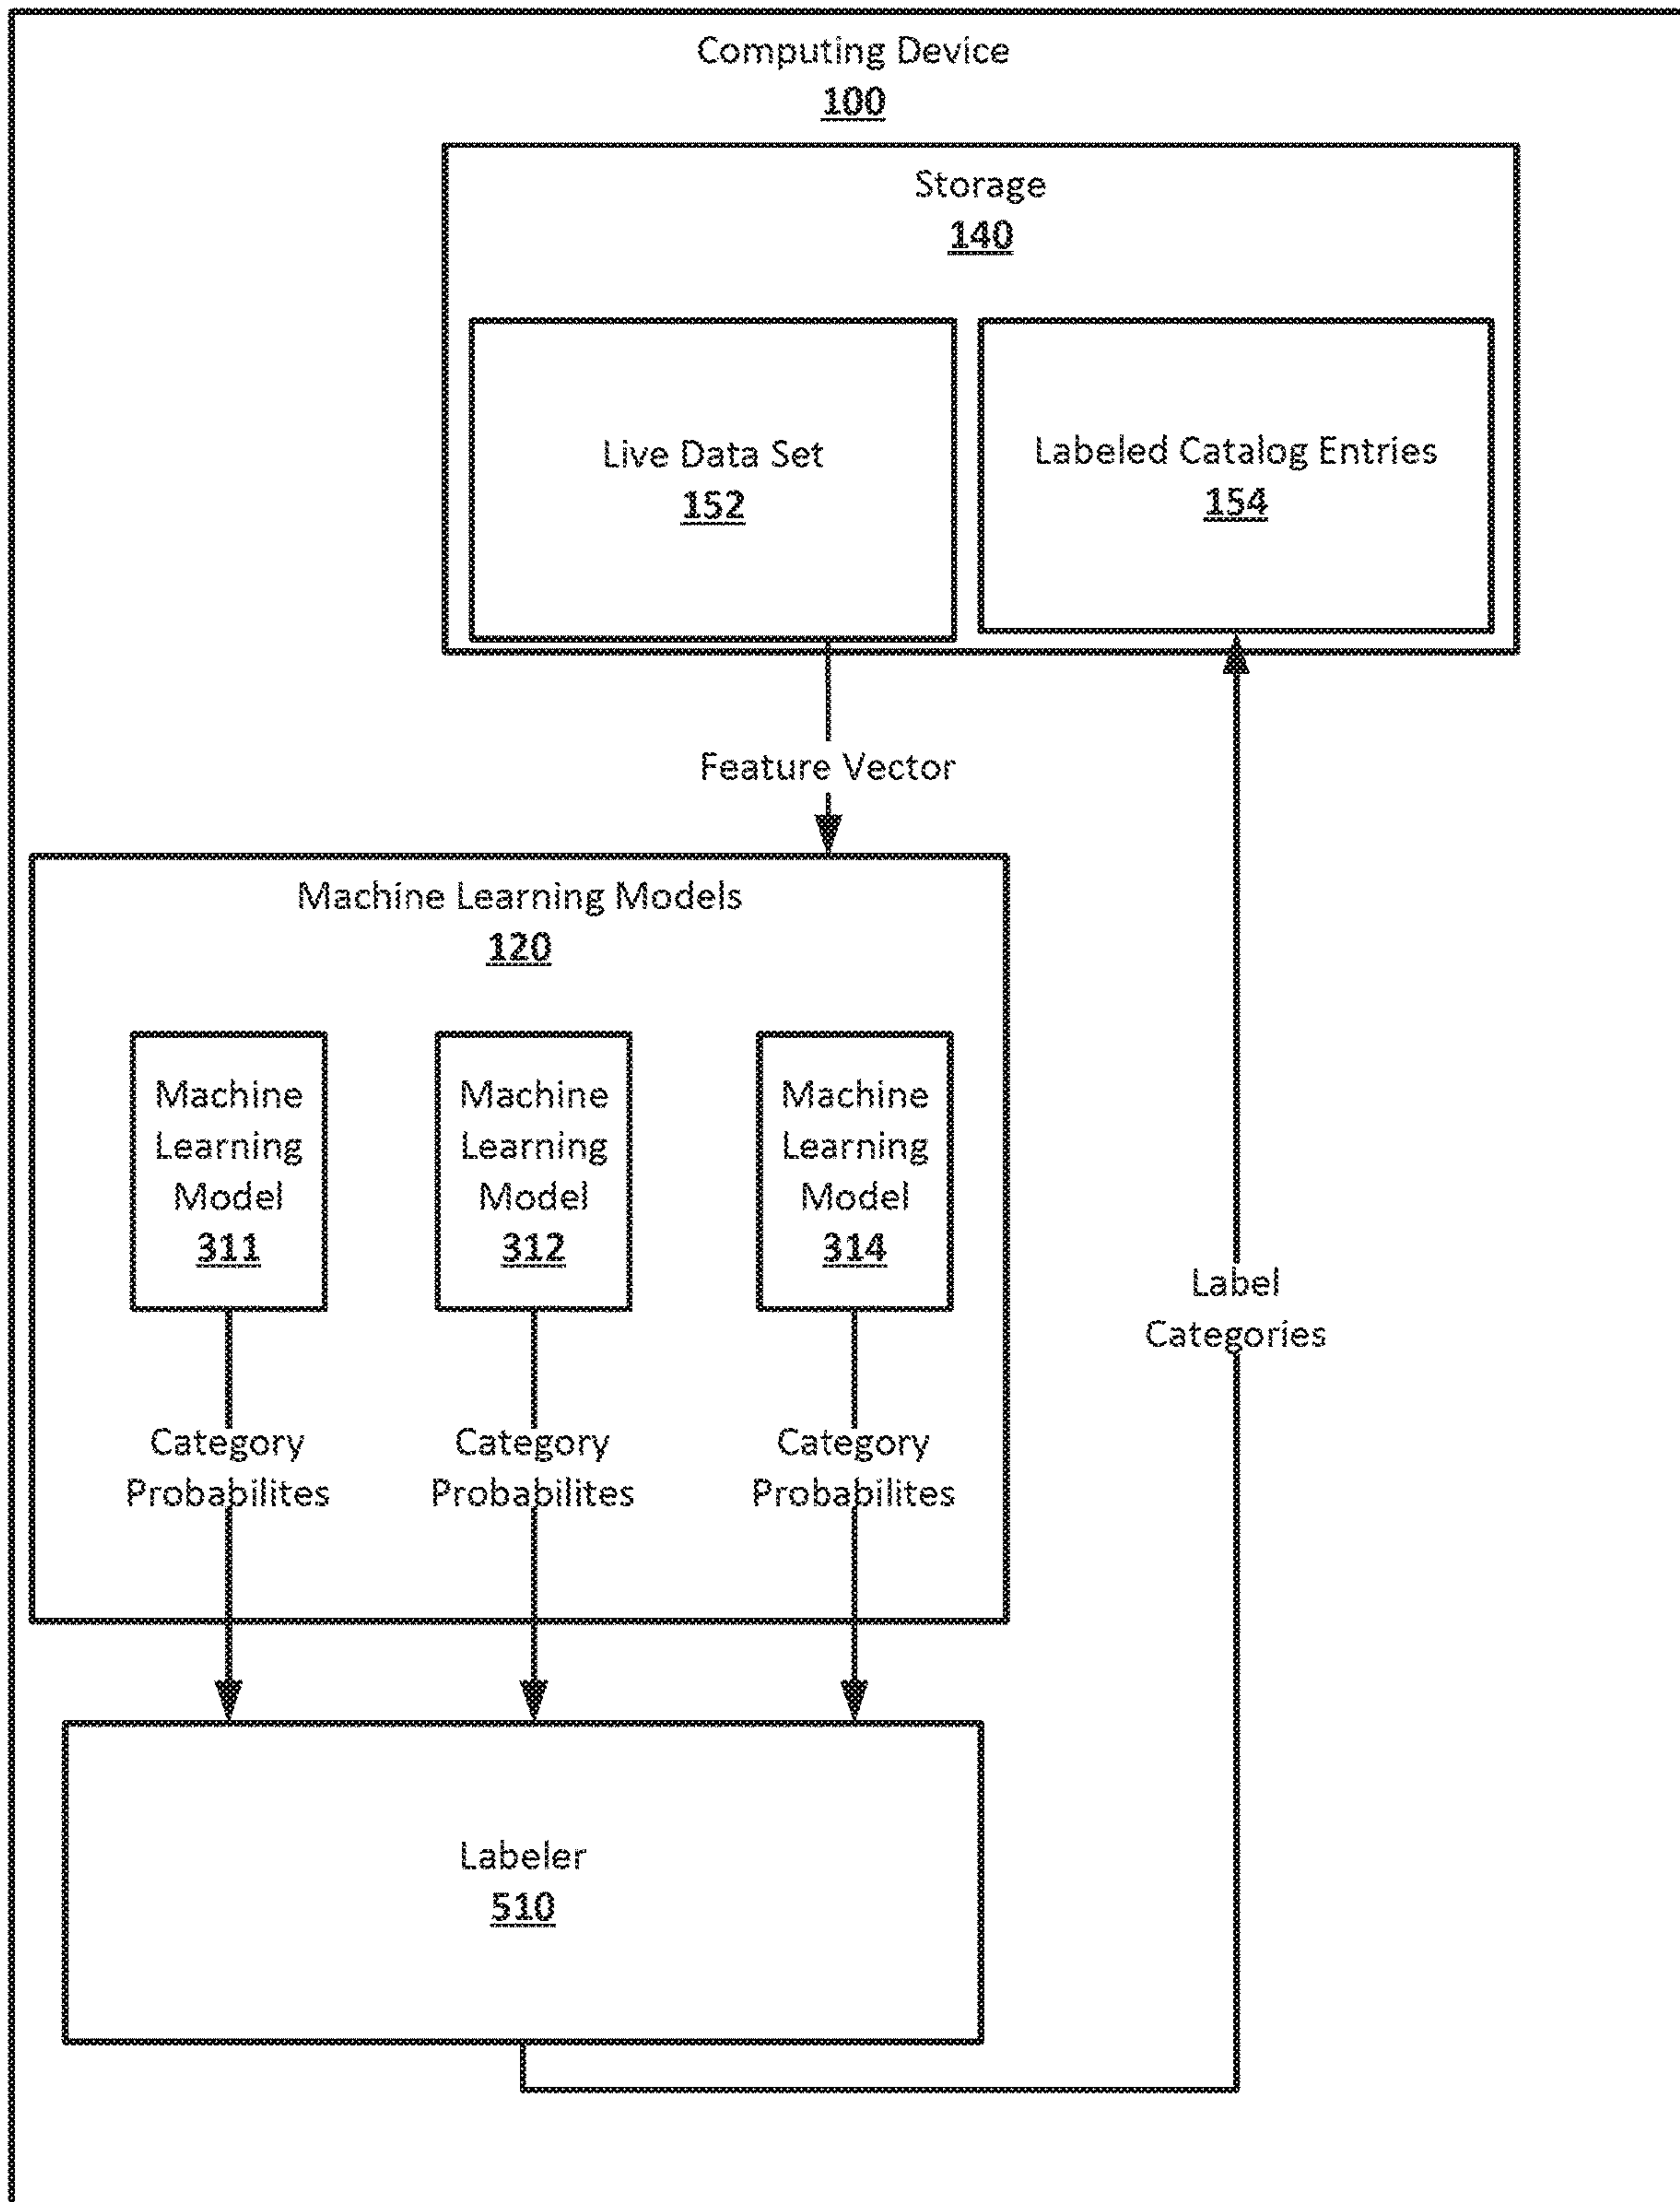 Computing Device
100
Storage
140
Live Data Set
152
Labeled Catalog Entries
154
Feature Vector
Machine Learning Models
120
Machine
Learning
Model
311
Machine
Learning
Model
312
Machine
Learning
Model
314
Label
Categories
Category
Probabilites
Category
Probabilites
Category
Probabilites
Labeler
510